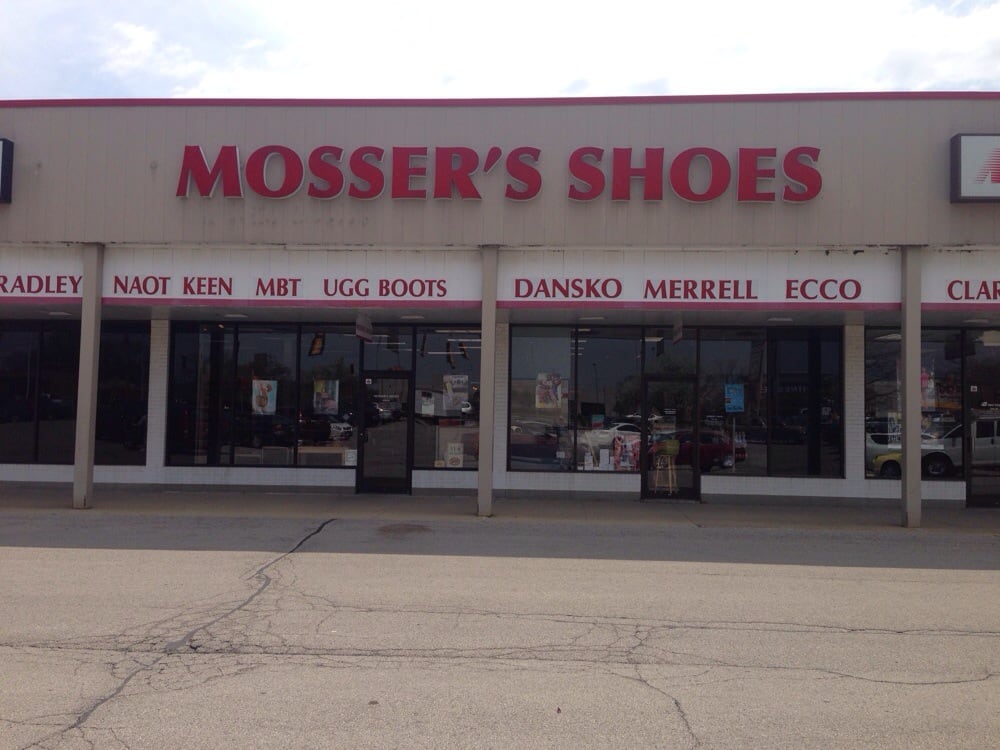 MOSSER'S SHOES
RADLEY NAOT KEEN MBT UGG BOOTS DANSKO MERRELL ECCO CLAR